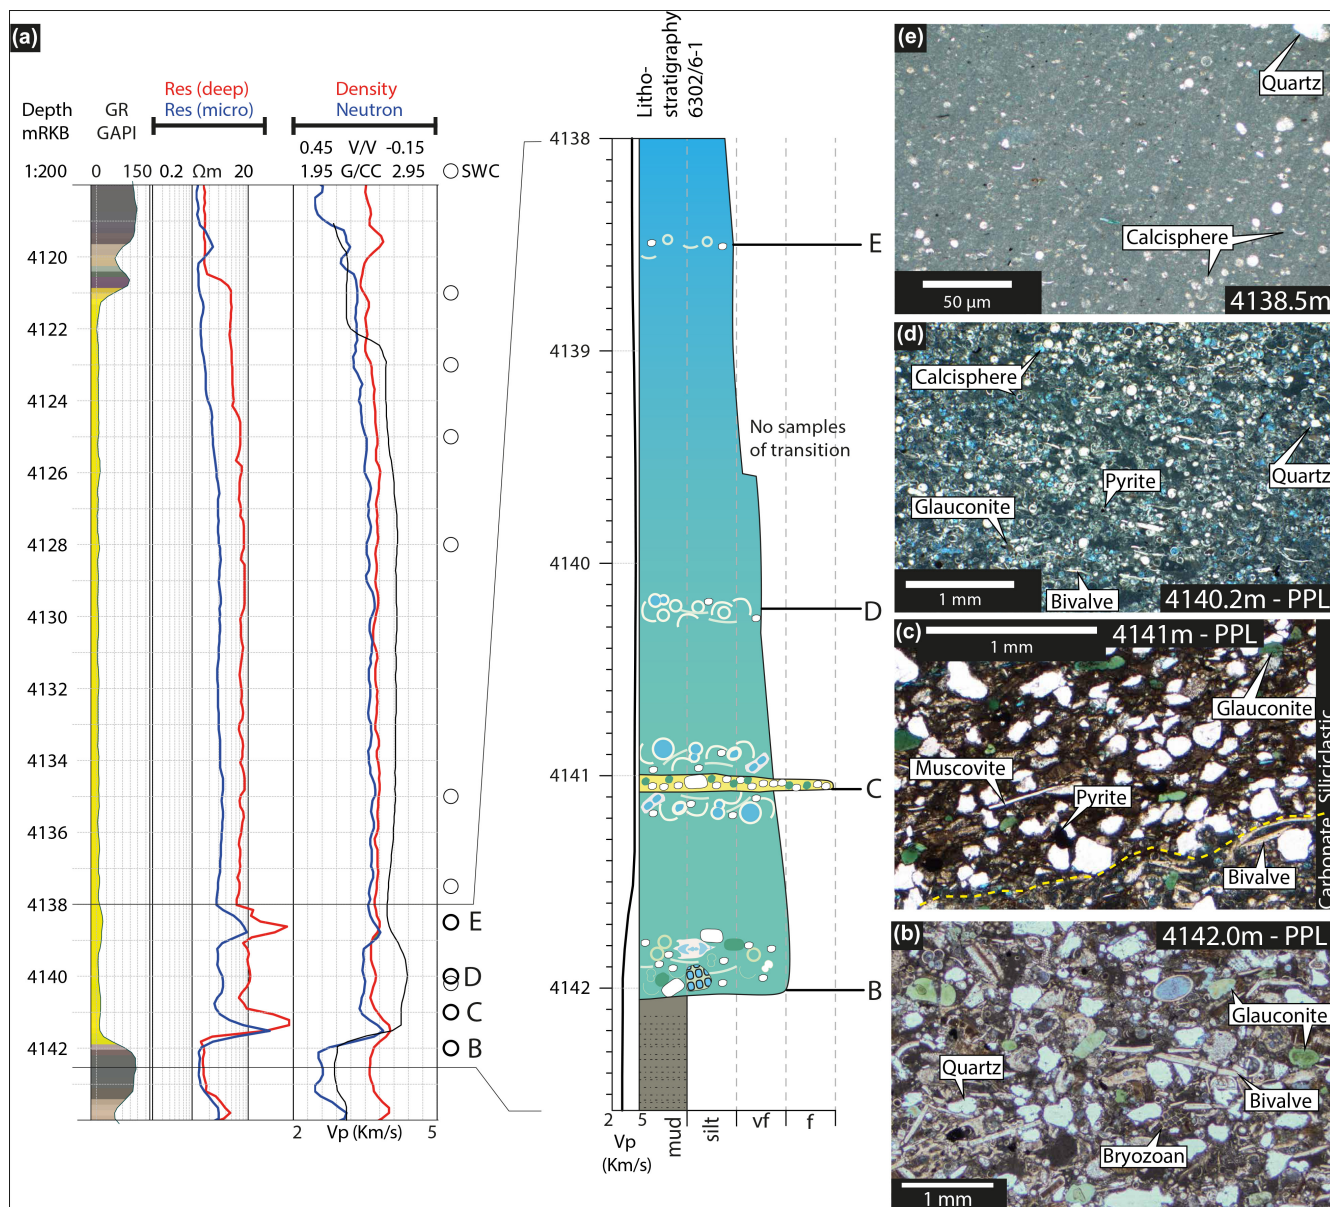 (a)
Depth
mRKB
1:200
GR
GAPI
0 150
Res (deep)
Res (micro)
0.2 Ωm 20
Density
Neutron
0.45 V/V -0.15
1.95 G/CC 2.95
SWC
4120
4122
4124
4126
4128
4130
4132
4134
4136
4138
4140
4142
E
D
C
B
2 Vp (Km/s) 5
Litho-
stratigraphy
6302/6-1
4138
4139
4140
4141
4142
No samples
of transition
E
D
C
B
2 5
Vp
(Km/s)
mud
silt
vf
f
(e)
Quartz
Calcisphere
50 µm
4138.5m
(d)
Calcisphere
Quartz
Pyrite
Glauconite
Bivalve
1 mm
4140.2m - PPL
(c)
1 mm
4141m - PPL
Glauconite
Muscovite
Pyrite
Bivalve
Carbonate Siliciclastic
(b)
4142.0m - PPL
Glauconite
Quartz
Bivalve
Bryozoan
1 mm